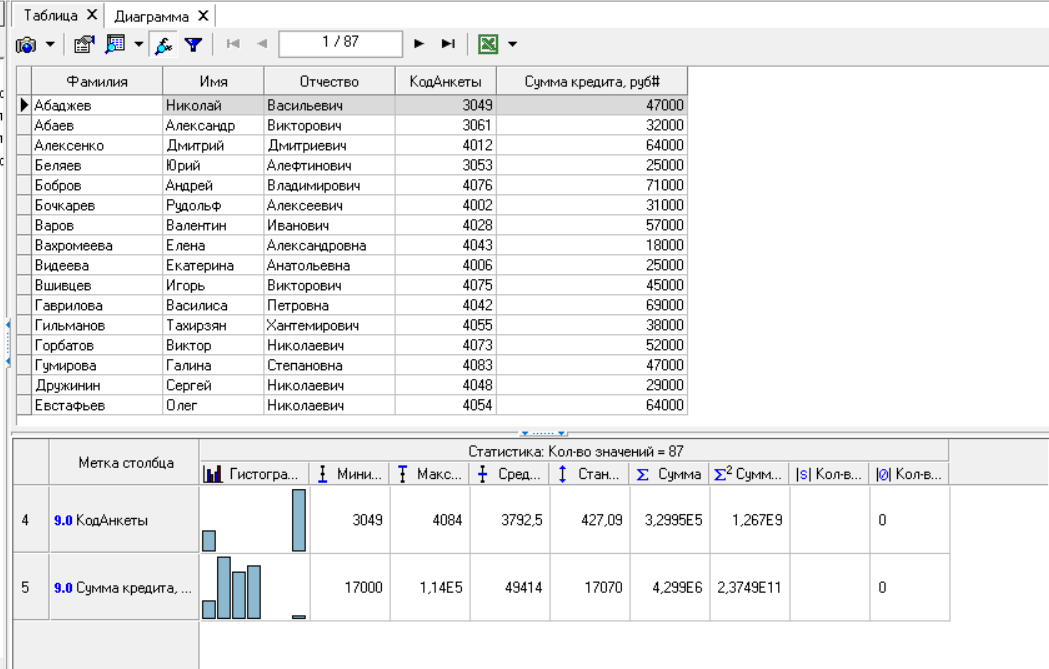 Таблица X Диаграмма X
1 / 87
Фамилия Имя Отчество КодАнкеты Сумма кредита, руб#
Абаджев Николай Васильевич 3049 47000
Абаев Александр Викторович 3061 32000
Алексенко Дмитрий Дмитриевич 4012 64000
Беляев Юрий Алефтинович 3053 25000
Бобров Андрей Владимирович 4076 71000
Бочкарев Рудольф Алексеевич 4002 31000
Варов Валентин Иванович 4028 57000
Вахромеева Елена Александровна 4043 18000
Видеева Екатерина Анатольевна 4006 25000
Вшивцев Игорь Викторович 4075 45000
Гаврилова Василиса Петровна 4042 69000
Гильманов Тахирзян Хантемирович 4055 38000
Горбатов Виктор Николаевич 4073 52000
Гумирова Галина Степановна 4083 47000
Дружинин Сергей Николаевич 4048 29000
Евстафьев Олег Николаевич 4054 64000
Статистика: Кол-во значений = 87
Метка столбца Гистогра... Мини... Макс... Сред... Стан... Σ Сумма Σ² Сумм... |S| Кол-в... |Ø| Кол-в...
4 9.0 КодАнкеты 3049 4084 3792,5 427,09 3,2995E5 1,267E9 0
5 9.0 Сумма кредита, ... 17000 1,14E5 49414 17070 4,299E6 2,3749E11 0